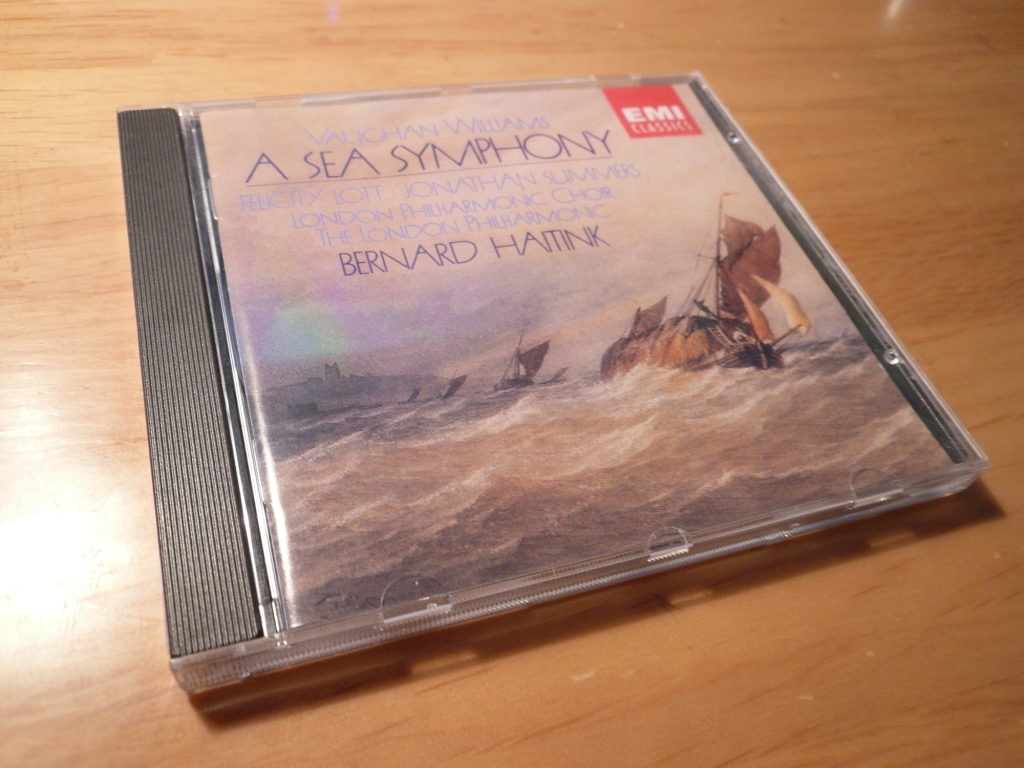 EMI
CLASSICS
VAUGHAN WILLIAMS
A SEA SYMPHONY
FELICITY LOTT · JONATHAN SUMMERS
LONDON PHILHARMONIC CHOIR
THE LONDON PHILHARMONIC
BERNARD HAITINK